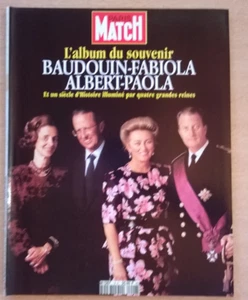 MATCH
L'album du souvenir
BAUDOUIN-FABIOLA
ALBERT-PAOLA
Et un siècle d'Histoire illuminé par quatre grandes reines